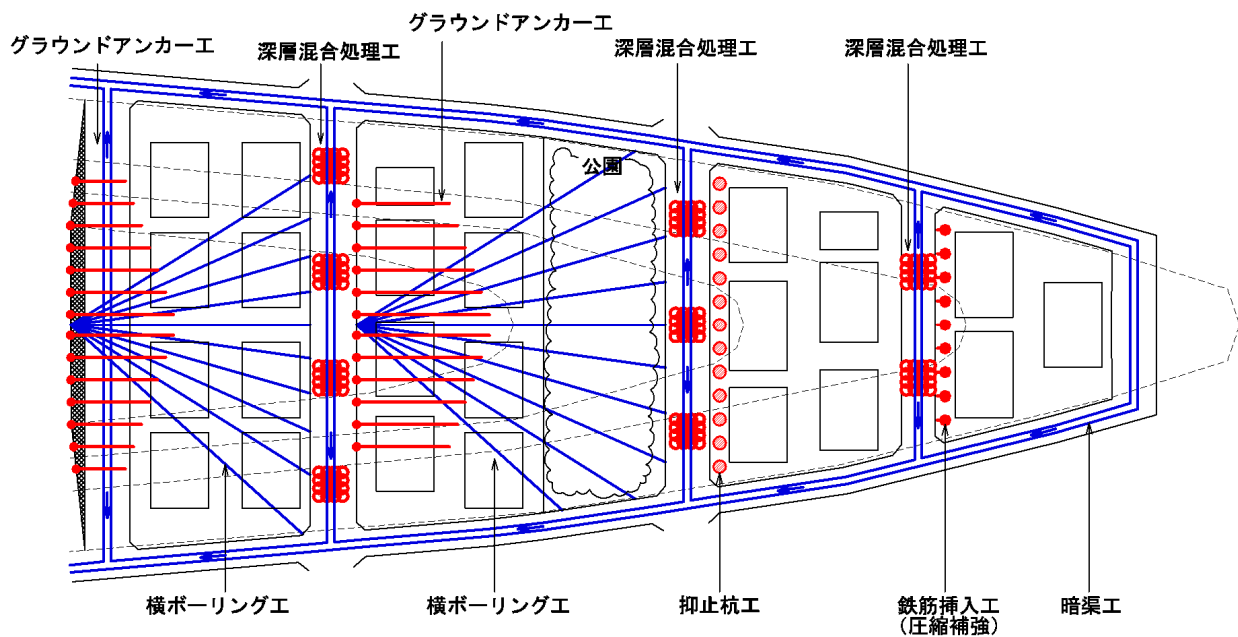 グラウンドアンカー工
深層混合処理工
グラウンドアンカー工
深層混合処理工
深層混合処理工
公園
横ボーリング工
横ボーリング工
抑止杭工
鉄筋挿入工
（圧縮補強）
暗渠工